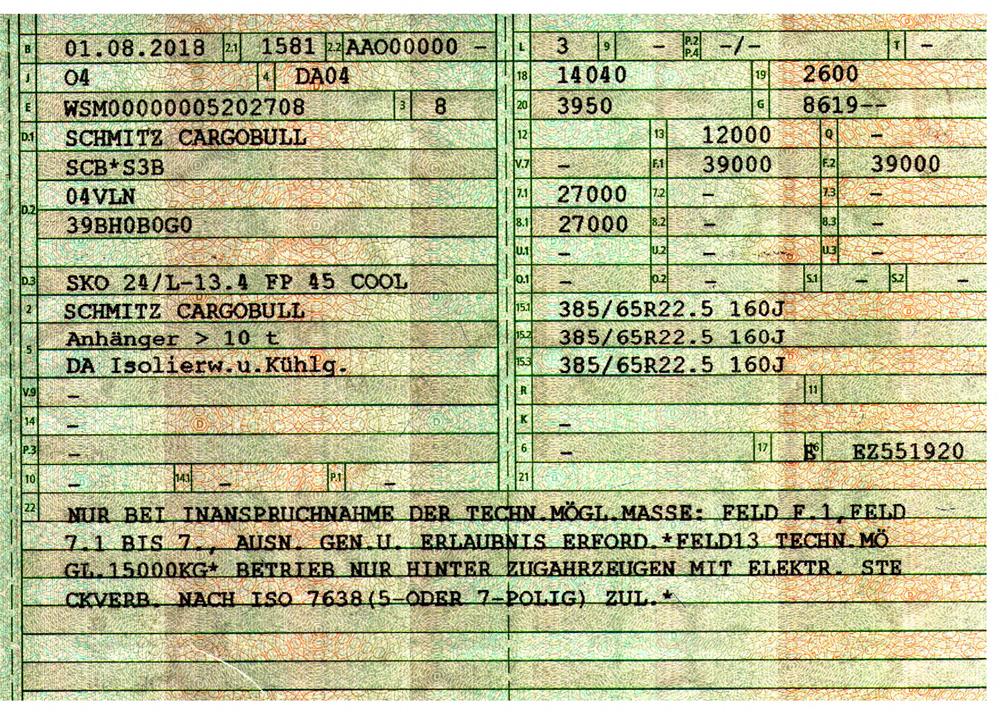 B 01.08.2018 2.1 1581 2.2 AAO00000 - L 3 9 - P.2 P.4 -/- T -
J O4 4 DA04 18 14040 19 2600
E WSM00000005202708 3 8 20 3950 G 8619--
D.1 SCHMITZ CARGOBULL 12 13 12000 Q -
SCB*S3B V.7 - F.1 39000 F.2 39000
D.2 04VLN 7.1 27000 7.2 - 7.3 -
39BH0B0G0 8.1 27000 8.2 - 8.3 -
U.1 - U.2 - U.3 -
D.3 SKO 24/L-13.4 FP 45 COOL O.1 - O.2 - S.1 - S.2 -
2 SCHMITZ CARGOBULL 15.1 385/65R22.5 160J
5 Anhänger > 10 t 15.2 385/65R22.5 160J
DA Isolierw.u.Kühlg. 15.3 385/65R22.5 160J
V.9 - R 11
14 - K -
P.3 - 6 - 17 E 16 EZ551920
10 - 14.1 - P.1 - 21
22 NUR BEI INANSPRUCHNAHME DER TECHN.MÖGL.MASSE: FELD F.1,FELD
7.1 BIS 7., AUSN. GEN.U. ERLAUBNIS ERFORD.*FELD13 TECHN.MÖ
GL.15000KG* BETRIEB NUR HINTER ZUGAHRZEUGEN MIT ELEKTR. STE
CKVERB. NACH ISO 7638(5-ODER 7-POLIG) ZUL.*